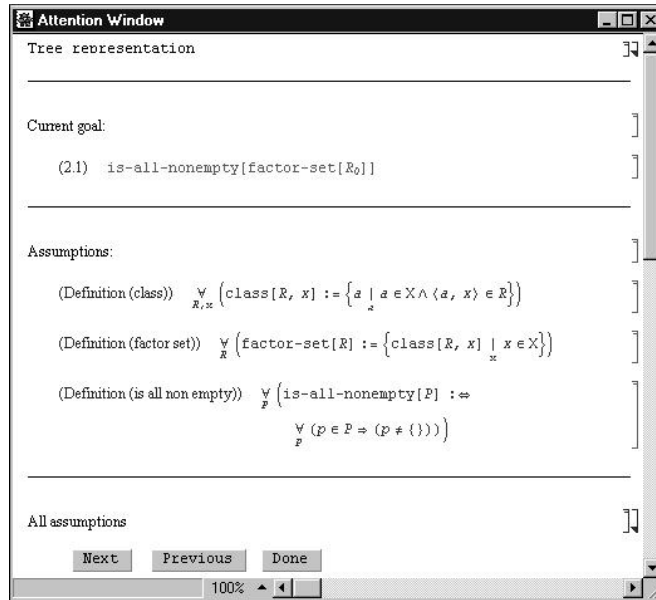 Attention Window
Tree representation
Current goal:
(2.1) is-all-nonempty[factor-set[R₀]]
Assumptions:
(Definition (class)) ∀ (class[R, x] := {a | a ∈ X ∧ ⟨a, x⟩ ∈ R})
R,x a
(Definition (factor set)) ∀ (factor-set[R] := {class[R, x] | x ∈ X})
R x
(Definition (is all non empty)) ∀ (is-all-nonempty[P] :⇔
P
∀ (p ∈ P ⇒ (p ≠ {})))
p
All assumptions
Next Previous Done
100%